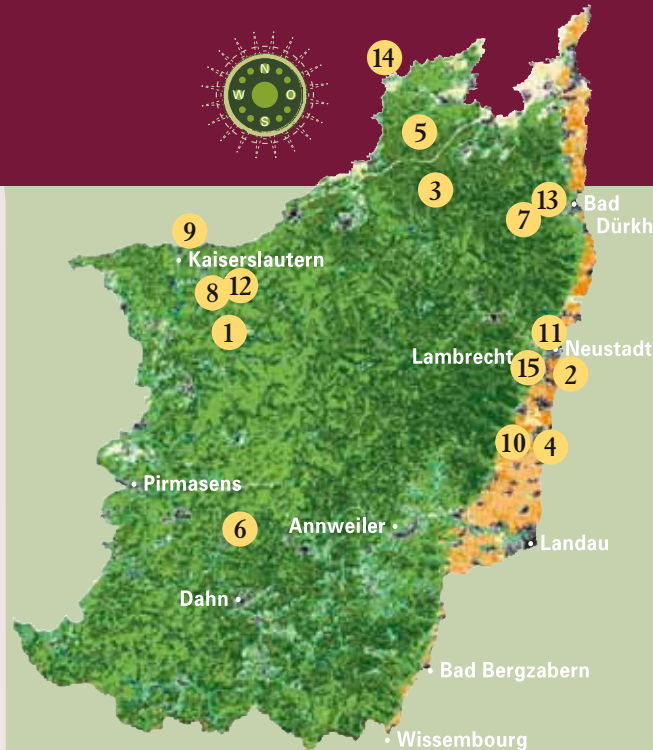 14
N
W O
S
5
3
13
Bad
Dürkh
7
9
Kaiserslautern
8 12
1
11
Neustadt
Lambrecht
15 2
10 4
Pirmasens
6
Annweiler
Landau
Dahn
Bad Bergzabern
Wissembourg